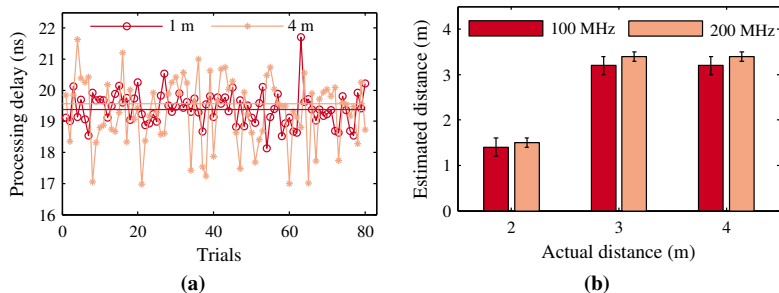 1 m
4 m
22
21
20
19
18
17
16
Processing delay (ns)
0
20
40
60
80
Trials
(a)
100 MHz
200 MHz
4
3
2
1
0
Estimated distance (m)
2
3
4
Actual distance (m)
(b)